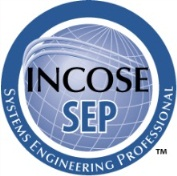 INCOSE
SEP
SYSTEMS ENGINEERING PROFESSIONAL
TM